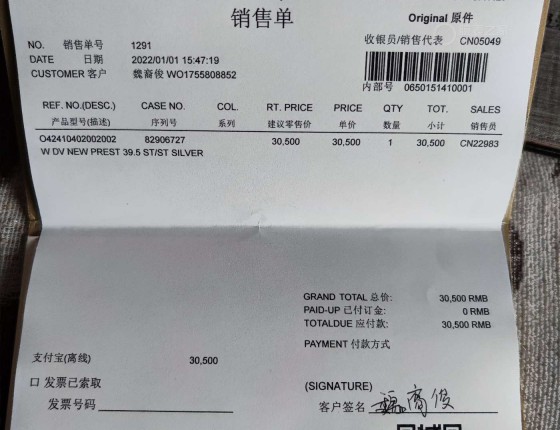 销售单
Original 原件
NO. 销售单号 1291
收银员/销售代表 CN05049
DATE 日期 2022/01/01 15:47:19
CUSTOMER 客户 魏裔俊 WO1755808852
内部号 0650151410001
REF. NO.(DESC.) CASE NO. COL. RT. PRICE PRICE QTY TOT. SALES
产品型号(描述) 序列号 系列 建议零售价 单价 数量 小计 销售员
O42410402002002 82906727 30,500 30,500 1 30,500 CN22983
W DV NEW PREST 39.5 ST/ST SILVER
GRAND TOTAL 总价: 30,500 RMB
PAID-UP 已付订金: 0 RMB
TOTALDUE 应付款: 30,500 RMB
PAYMENT 付款方式
支付宝(离线) 30,500
口 发票已索取
(SIGNATURE)
发票号码
客户签名 魏裔俊